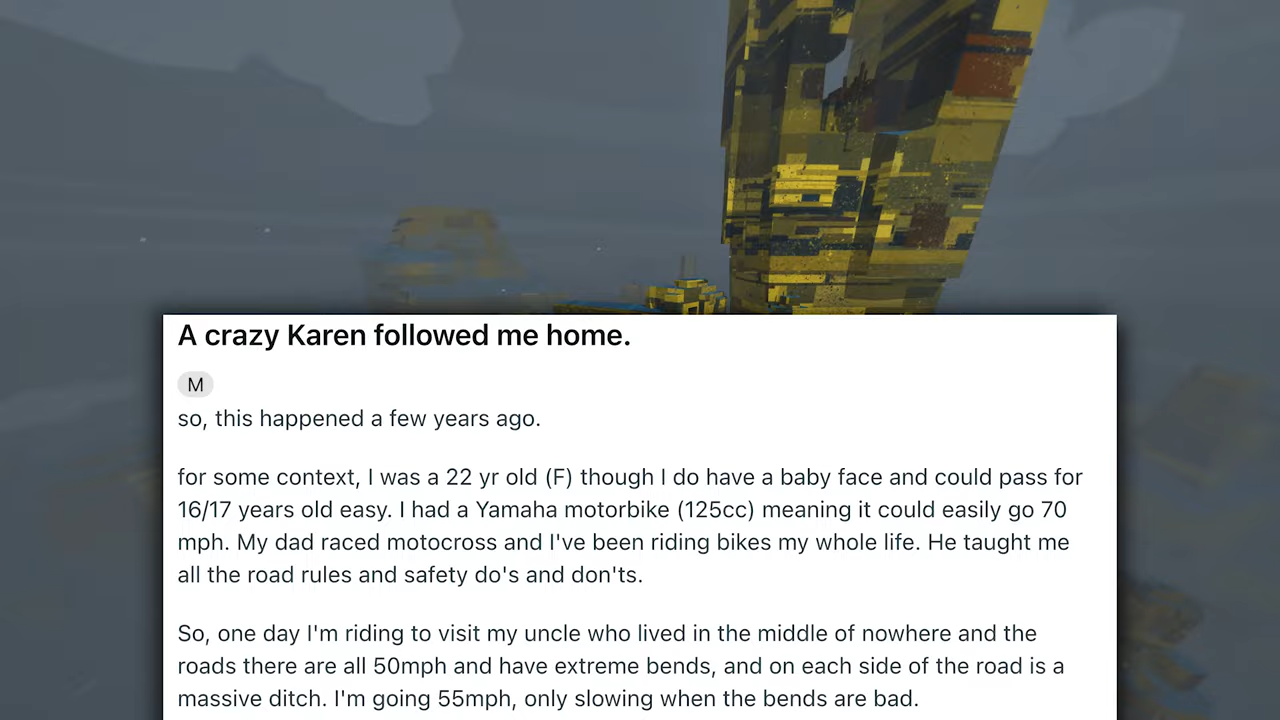 A crazy Karen followed me home.
M
so, this happened a few years ago.
for some context, I was a 22 yr old (F) though I do have a baby face and could pass for
16/17 years old easy. I had a Yamaha motorbike (125cc) meaning it could easily go 70
mph. My dad raced motocross and I've been riding bikes my whole life. He taught me
all the road rules and safety do's and don'ts.
So, one day I'm riding to visit my uncle who lived in the middle of nowhere and the
roads there are all 50mph and have extreme bends, and on each side of the road is a
massive ditch. I'm going 55mph, only slowing when the bends are bad.